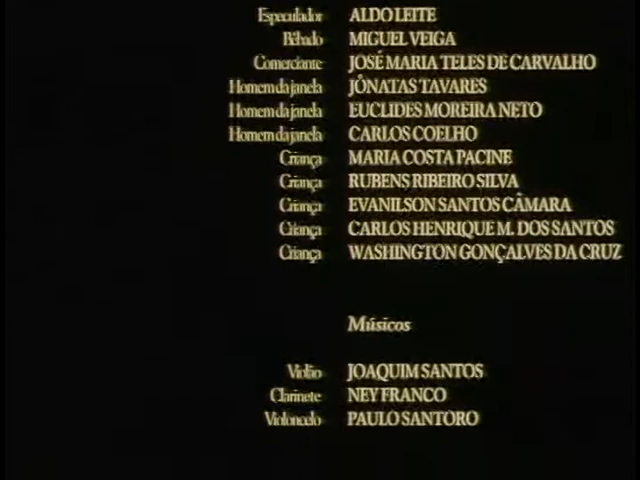 Especulador ALDO LEITE
Bêbado MIGUEL VEIGA
Comerciante JOSÉ MARIA TELES DE CARVALHO
Homem da janela JÔNATAS TAVARES
Homem da janela EUCLIDES MOREIRA NETO
Homem da janela CARLOS COELHO
Criança MARIA COSTA PACINE
Criança RUBENS RIBEIRO SILVA
Criança EVANILSON SANTOS CÂMARA
Criança CARLOS HENRIQUE M. DOS SANTOS
Criança WASHINGTON GONÇALVES DA CRUZ
Músicos
Violão JOAQUIM SANTOS
Clarinete NEY FRANCO
Violoncelo PAULO SANTORO